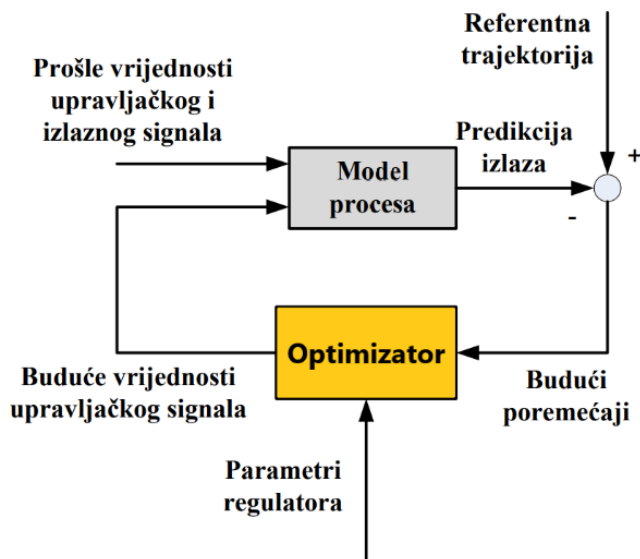 Referentna
trajektorija
Prošle vrijednosti
upravljačkog i
izlaznog signala
Predikcija
izlaza
+
-
Model
procesa
Optimizator
Buduće vrijednosti
upravljačkog signala
Budući
poremećaji
Parametri
regulatora